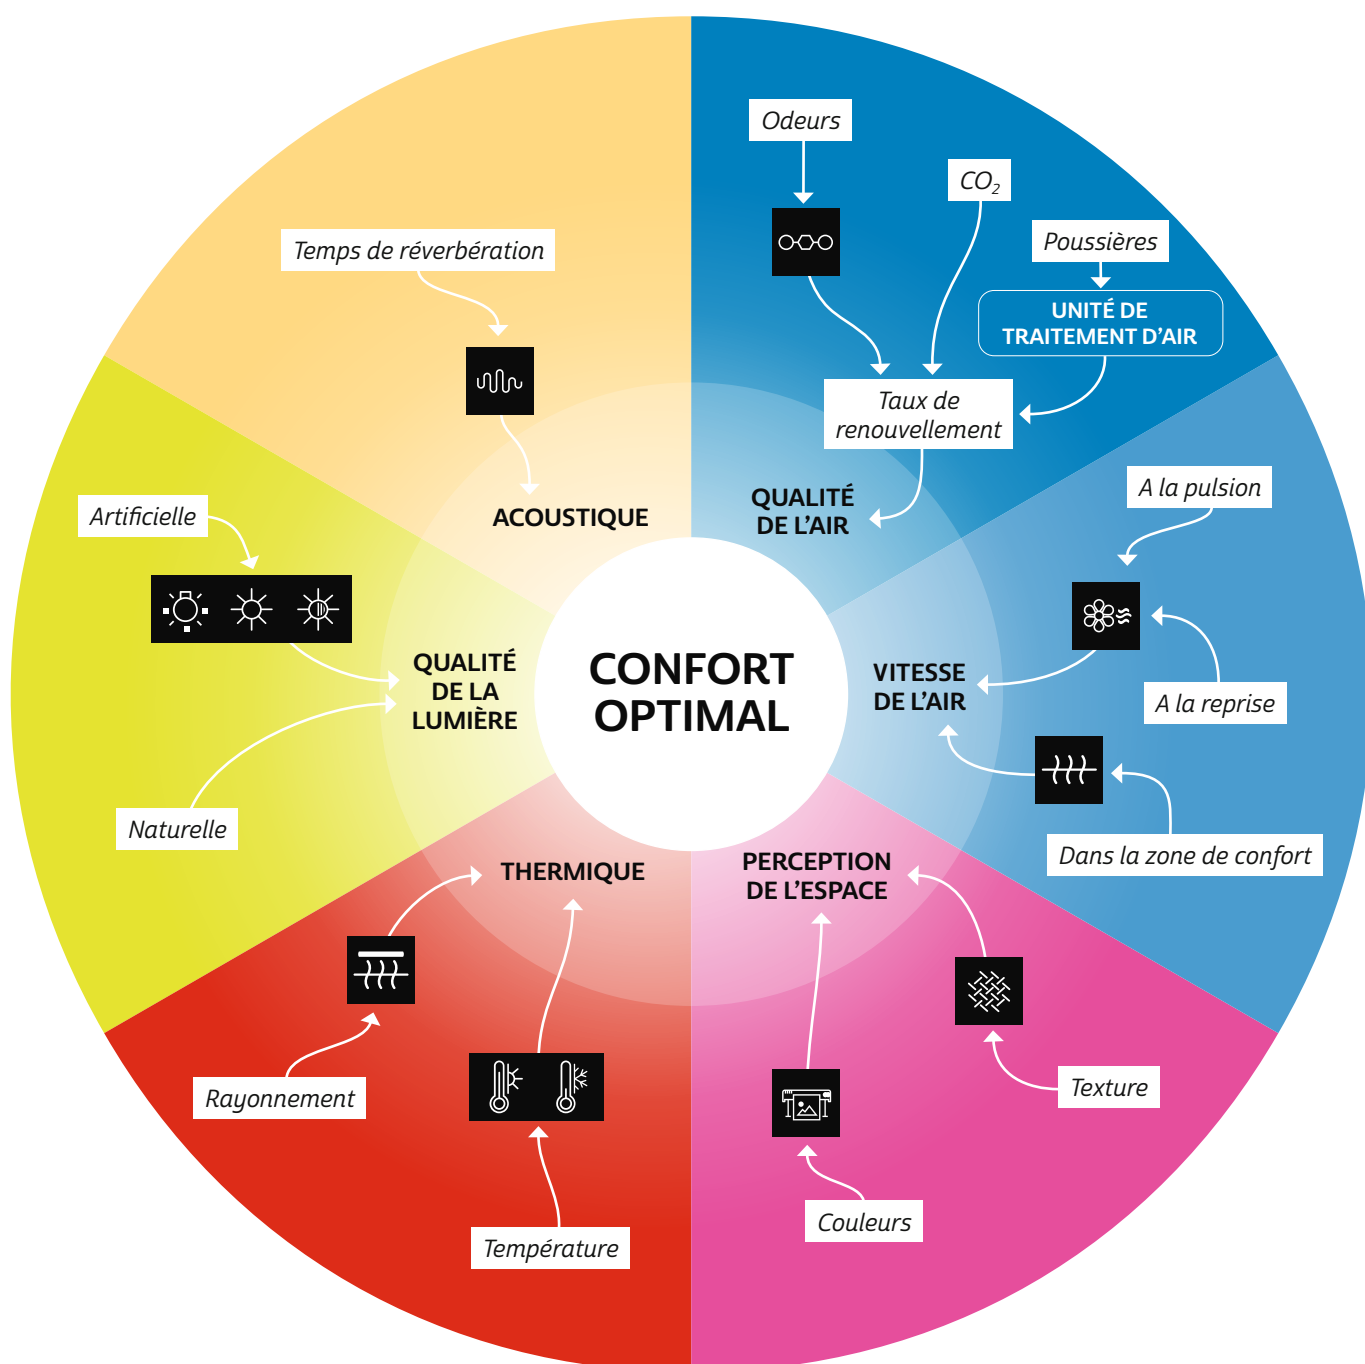 Odeurs
CO₂
Poussières
UNITÉ DE
TRAITEMENT D'AIR
Taux de
renouvellement
QUALITÉ
DE L'AIR
A la pulsion
A la reprise
VITESSE
DE L'AIR
Dans la zone de confort
PERCEPTION
DE L'ESPACE
Texture
Couleurs
THERMIQUE
Rayonnement
Température
QUALITÉ
DE LA
LUMIÈRE
Artificielle
Naturelle
Temps de réverbération
ACOUSTIQUE
CONFORT
OPTIMAL